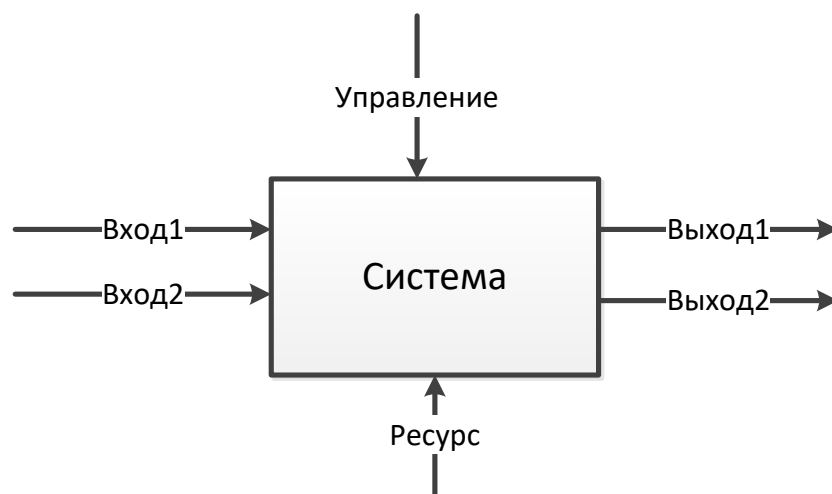 Управление
Вход1
Выход1
Система
Вход2
Выход2
Ресурс